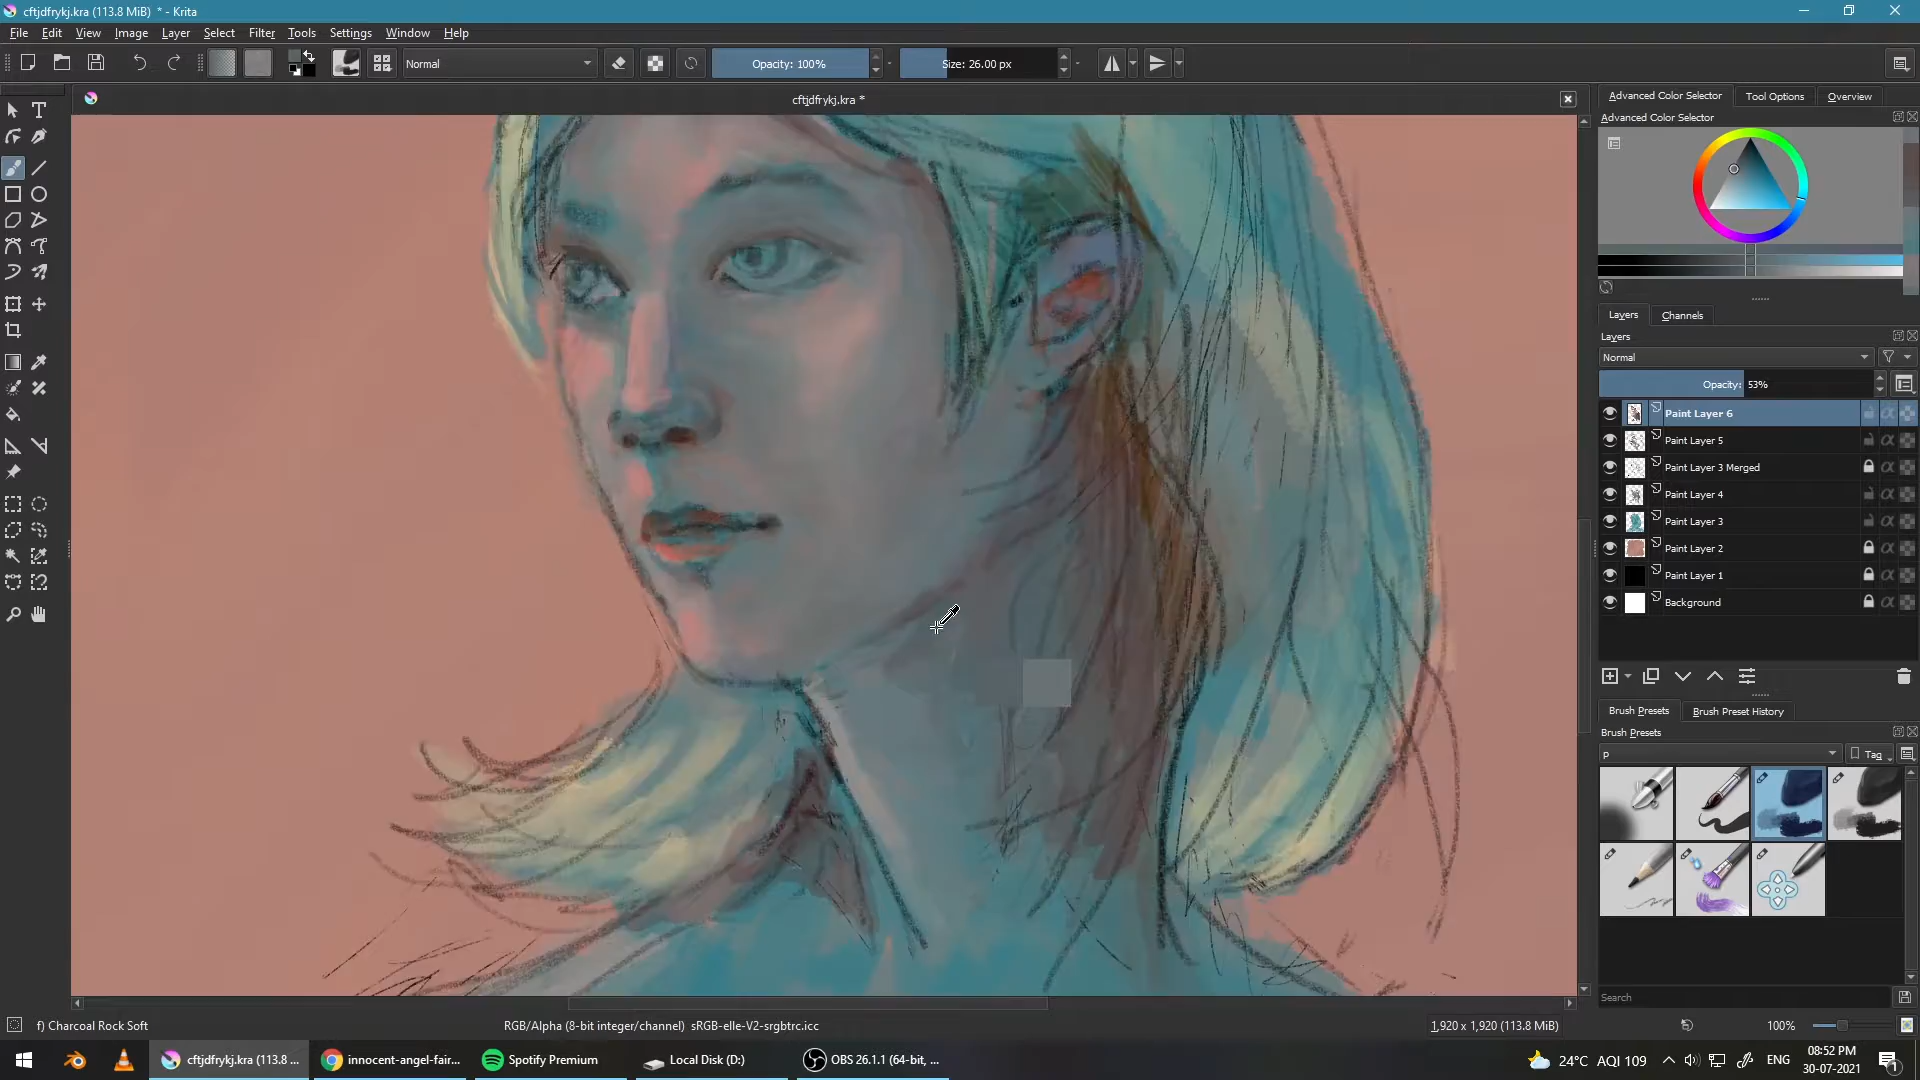 cftjdfrykj.kra (113.8 MiB) * - Krita
File Edit View Image Layer Select Filter Tools Settings Window Help
Normal
Opacity: 100%
Size: 26.00 px
cftjdfrykj.kra *
Advanced Color Selector Tool Options Overview
Advanced Color Selector
Layers Channels
Layers
Normal
Opacity: 53%
Paint Layer 6
Paint Layer 5
Paint Layer 3 Merged
Paint Layer 4
Paint Layer 3
Paint Layer 2
Paint Layer 1
Background
Brush Presets Brush Preset History
Brush Presets
p
Tag
Search
f) Charcoal Rock Soft
RGB/Alpha (8-bit integer/channel) sRGB-elle-V2-srgbtrc.icc
1,920 x 1,920 (113.8 MiB)
100%
cftjdfrykj.kra (113.8 ...
innocent-angel-fair...
Spotify Premium
Local Disk (D:)
OBS 26.1.1 (64-bit, ...
24°C AQI 109
ENG
08:52 PM
30-07-2021
1